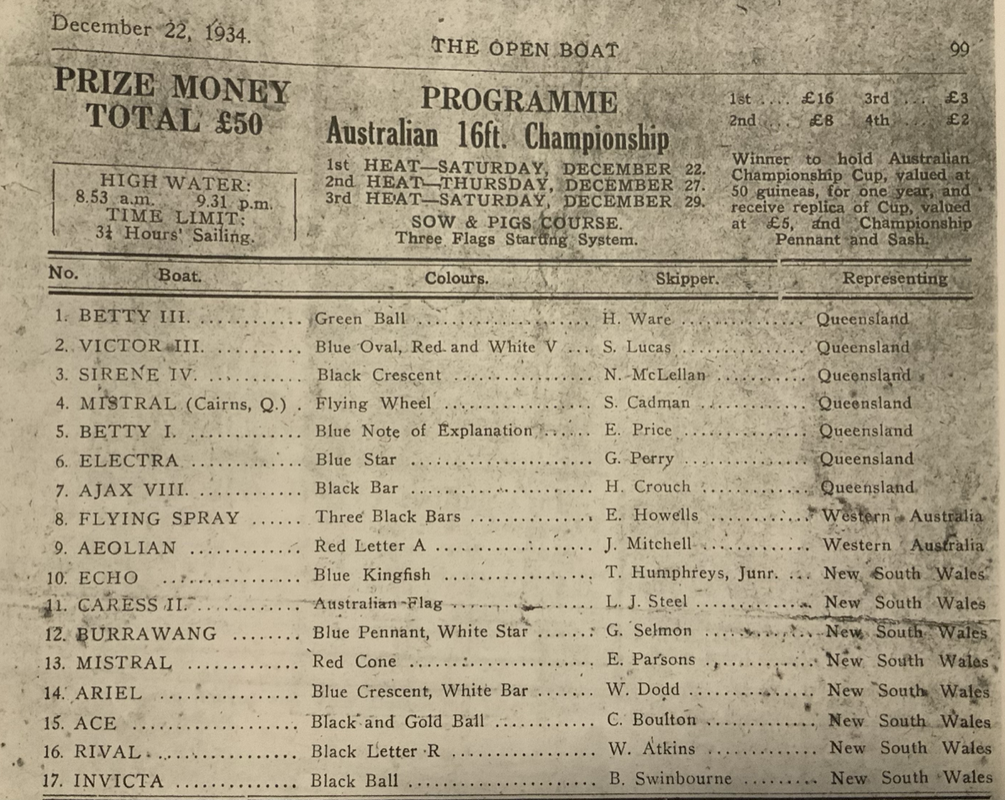 December 22, 1934.
THE OPEN BOAT
99
PRIZE MONEY
TOTAL £50
HIGH WATER:
8.53 a.m. 9.31 p.m.
TIME LIMIT:
3½ Hours' Sailing.
PROGRAMME
Australian 16ft. Championship
1st HEAT—SATURDAY, DECEMBER 22.
2nd HEAT—THURSDAY, DECEMBER 27.
3rd HEAT—SATURDAY, DECEMBER 29.
SOW & PIGS COURSE.
Three Flags Starting System.
1st .... £16 3rd ... £3
2nd ... £8 4th ... £2
Winner to hold Australian
Championship Cup, valued at
50 guineas, for one year, and
receive replica of Cup, valued
at £5, and Championship
Pennant and Sash.
No. Boat. Colours. Skipper. Representing
1. BETTY III. ........... Green Ball ...................... H. Ware ............... Queensland
2. VICTOR III. .......... Blue Oval, Red and White V ... S. Lucas ............... Queensland
3. SIRENE IV. .......... Black Crescent ................. N. McLellan ........... Queensland
4. MISTRAL (Cairns, Q.) . Flying Wheel ................... S. Cadman ............ Queensland
5. BETTY I. ............ Blue Note of Explanation ...... E. Price ............... Queensland
6. ELECTRA ............ Blue Star ...................... G. Perry ............... Queensland
7. AJAX VIII. ........... Black Bar ...................... H. Crouch ............ Queensland
8. FLYING SPRAY ...... Three Black Bars ................ E. Howells ............ Western Australia
9. AEOLIAN ............ Red Letter A ................... J. Mitchell ............ Western Australia
10. ECHO ............... Blue Kingfish ................... T. Humphreys, Junr. ... New South Wales
11. CARESS II. ........... Australian Flag ................. L. J. Steel ............ New South Wales
12. BURRAWANG ........ Blue Pennant, White Star ....... G. Selmon ............ New South Wales
13. MISTRAL ............ Red Cone ...................... E. Parsons ............ New South Wales
14. ARIEL ............... Blue Crescent, White Bar ....... W. Dodd ............... New South Wales
15. ACE ................. Black and Gold Ball ............ C. Boulton ............ New South Wales
16. RIVAL ............... Black Letter R .................. W. Atkins ............ New South Wales
17. INVICTA ............. Black Ball ...................... B. Swinbourne ......... New South Wales